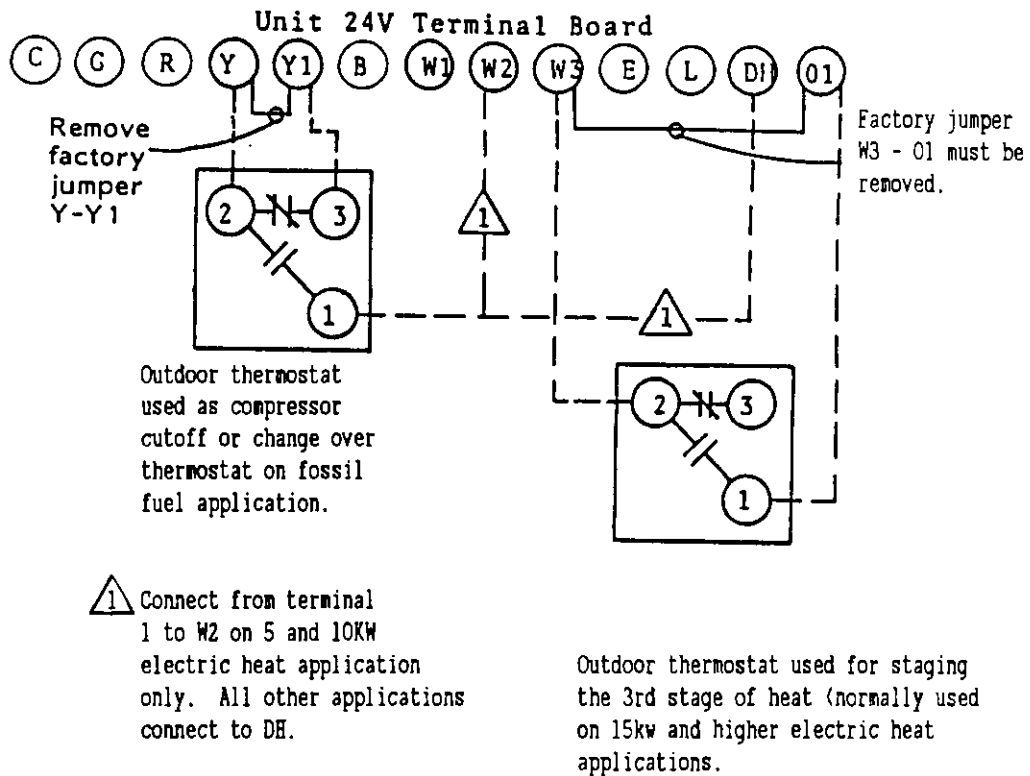 Unit 24V Terminal Board
C G R Y Y1 B W1 W2 W3 E L DH O1
Remove
factory
jumper
Y-Y1
Factory jumper
W3 - O1 must be
removed.
2 3
1
1
1
2 3
1
Outdoor thermostat
used as compressor
cutoff or change over
thermostat on fossil
fuel application.
1 Connect from terminal
1 to W2 on 5 and 10KW
electric heat application
only. All other applications
connect to DH.
Outdoor thermostat used for staging
the 3rd stage of heat (normally used
on 15kw and higher electric heat
applications.